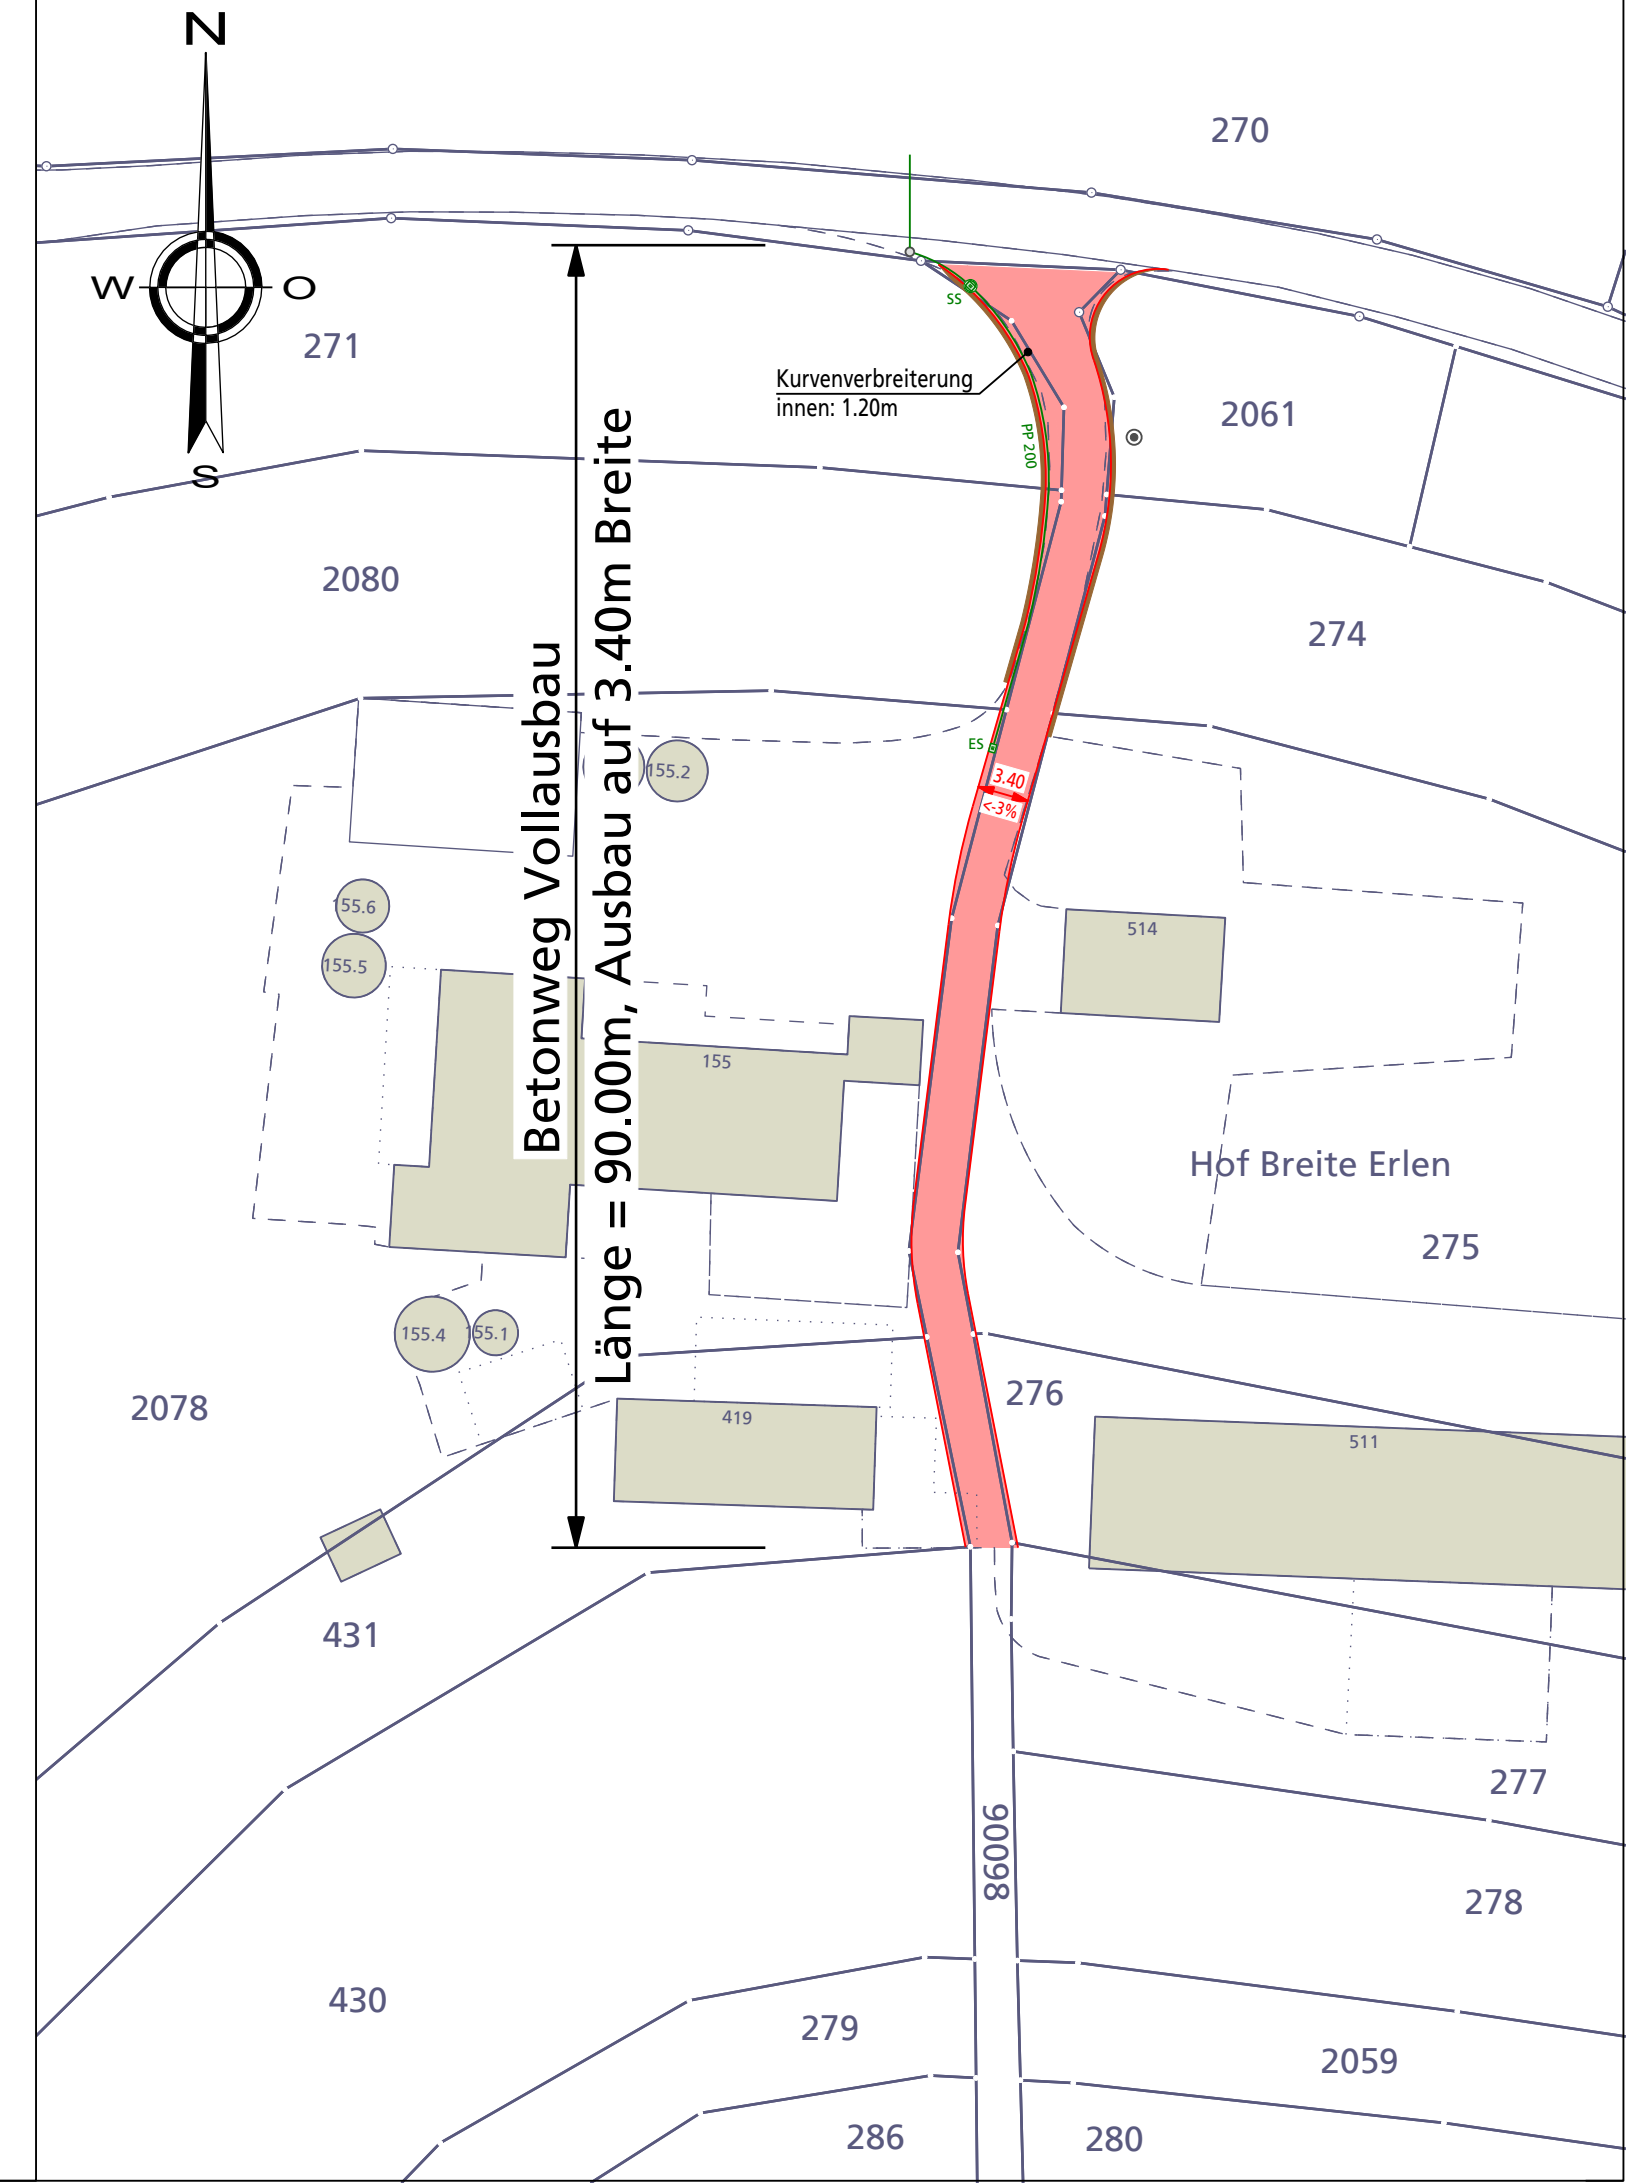 N
W
O
S
270
271
SS
Kurvenverbreiterung
innen: 1.20m
2061
PP 200
2080
274
ES
3.40
<-3%
Betonweg Vollausbau
Länge = 90.00m, Ausbau auf 3.40m Breite
155.2
155.6
155.5
514
155
Hof Breite Erlen
275
155.4
155.1
2078
276
419
511
431
277
86006
278
430
279
2059
286
280